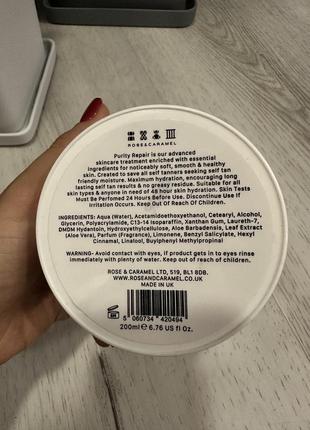 ROSE&CARAMEL
Purity Repair is our advanced
skincare treatment enriched with essential
ingredients for noticeably soft, smooth & healthy
skin. Created to save all self tanners seeking self tan
friendly moisture. Maximum hydration, encouraging long
lasting self tan results & no greasy residue. Suitable for all
skin types & anyone in need of 48 hour skin hydration. Skin Tests
Must Be Perfomed 24 Hours Before Use. Discontinue Use If
Irritation Occurs. Keep Out Of Reach Of Children.
INGREDIENTS: Aqua (Water), Acetamidoethoxyethanol, Cetearyl, Alcohol,
Glycerin, Polyacrylamide, C13-14 Isoparaffin, Xanthan Gum, Laureth-7,
DMDM Hydantoin, Hydroxyethylcellulose, Aloe Barbadensis, Leaf Extract
(Aloe Vera), Parfum (Fragrance), Limonene, Benzyl Salicylate, Hexyl
Cinnamal, Linalool, Buylphenyl Methylpropional
WARNING- Avoid contact with eyes, if product enters in to eyes
rinse immediately with plenty of water. Keep out of reach of children.
ROSE & CARAMEL LTD, 519, BL1 8DB.
WWW.ROSEANDCARAMEL.CO.UK
MADE IN UK
5 060734 420494
200ml e 6.76 US fl Oz.